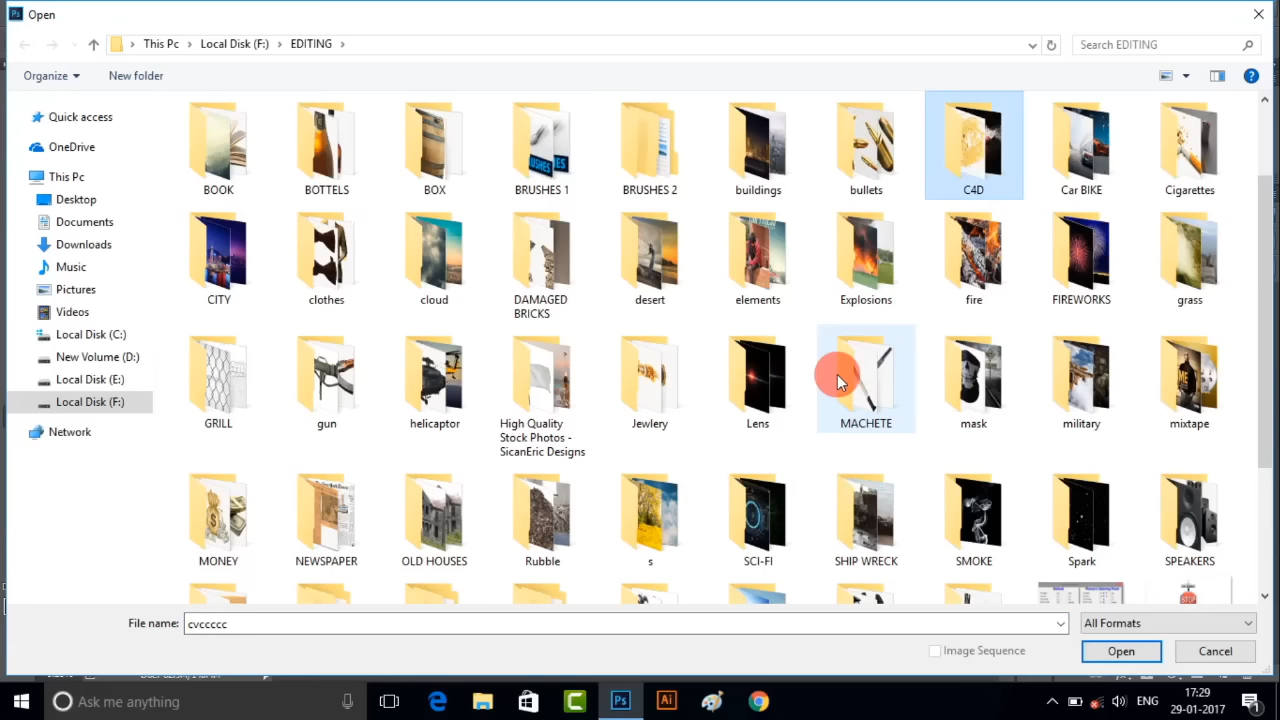 Ps Open
This Pc Local Disk (F:) EDITING
Search EDITING
Organize New folder
Quick access
OneDrive
This Pc
Desktop
Documents
Downloads
Music
Pictures
Videos
Local Disk (C:)
New Volume (D:)
Local Disk (E:)
Local Disk (F:)
Network
BOOK BOTTELS BOX BRUSHES 1 BRUSHES 2 buildings bullets C4D Car BIKE Cigarettes
CITY clothes cloud DAMAGED BRICKS desert elements Explosions fire FIREWORKS grass
GRILL gun helicaptor High Quality Stock Photos - SicanEric Designs Jewlery Lens MACHETE mask military mixtape
MONEY NEWSPAPER OLD HOUSES Rubble s SCI-FI SHIP WRECK SMOKE Spark SPEAKERS
File name: cvccccc All Formats
Image Sequence Open Cancel
Ask me anything Ps Ai ENG 17:29
29-01-2017